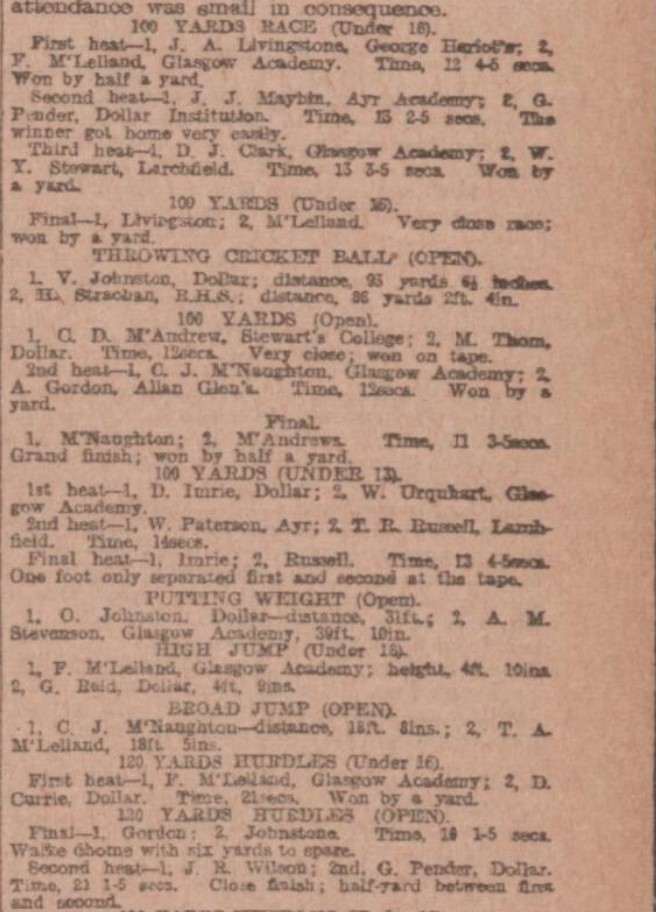 attendance was small in consequence.
100 YARDS RACE (Under 16).
First heat—1, J. A. Livingstone, George Heriot's; 2,
F. M'Lelland, Glasgow Academy. Time, 12 4-5 secs.
Won by half a yard.
Second heat—1, J. J. Maybin, Ayr Academy; 2, G.
Pender, Dollar Institution. Time, 13 2-5 secs. The
winner got home very easily.
Third heat—1, D. J. Clark, Glasgow Academy; 2, W.
Y. Stewart, Larchfield. Time, 13 3-5 secs. Won by
a yard.
100 YARDS (Under 16).
Final—1, Livingston; 2, M'Lelland. Very close race;
won by a yard.
THROWING CRICKET BALL (OPEN).
1. V. Johnston, Dollar; distance, 95 yards inches.
2, H. Strachan, R.H.S.; distance, 86 yards 2ft. 4in.
100 YARDS (Open).
1, C. D. M'Andrew, Stewart's College; 2, M. Thom,
Dollar. Time, 12secs. Very close; won on tape.
2nd heat—1, C. J. M'Naughton, Glasgow Academy; 2,
A. Gordon, Allan Glen's. Time, 12secs. Won by a
yard.
Final.
1, M'Naughton; 2, M'Andrews. Time, 11 3-5secs.
Grand finish; won by half a yard.
100 YARDS (UNDER 13).
1st heat—1, D. Imrie, Dollar; 2, W. Urquhart, Glas-
gow Academy.
2nd heat—1, W. Paterson, Ayr; 2, T. R. Russell, Lamb-
field. Time, 14secs.
Final heat—1, Imrie; 2, Russell. Time, 13 4-5secs.
One foot only separated first and second at the tape.
PUTTING WEIGHT (Open).
1, O. Johnston, Dollar—distance, 31ft.; 2, A. M.
Stevenson, Glasgow Academy, 30ft. 10in.
HIGH JUMP (Under 16).
1, F. M'Lelland, Glasgow Academy; height, 4ft. 10ins.
2, G. Reid, Dollar, 4ft. 9ins.
BROAD JUMP (OPEN).
1, C. J. M'Naughton—distance, 18ft. 8ins.; 2, T. A.
M'Lelland, 18ft. 5ins.
120 YARDS HURDLES (Under 16).
First heat—1, F. M'Lelland, Glasgow Academy; 2, D.
Currie, Dollar. Time, 21secs. Won by a yard.
120 YARDS HURDLES (OPEN).
Final—1, Gordon; 2, Johnstone. Time, 19 1-5 secs.
Walke dhome with six yards to spare.
Second heat—1, J. R. Wilson; 2nd, G. Pender, Dollar.
Time, 21 1-5 secs. Close finish; half-yard between first
and second.